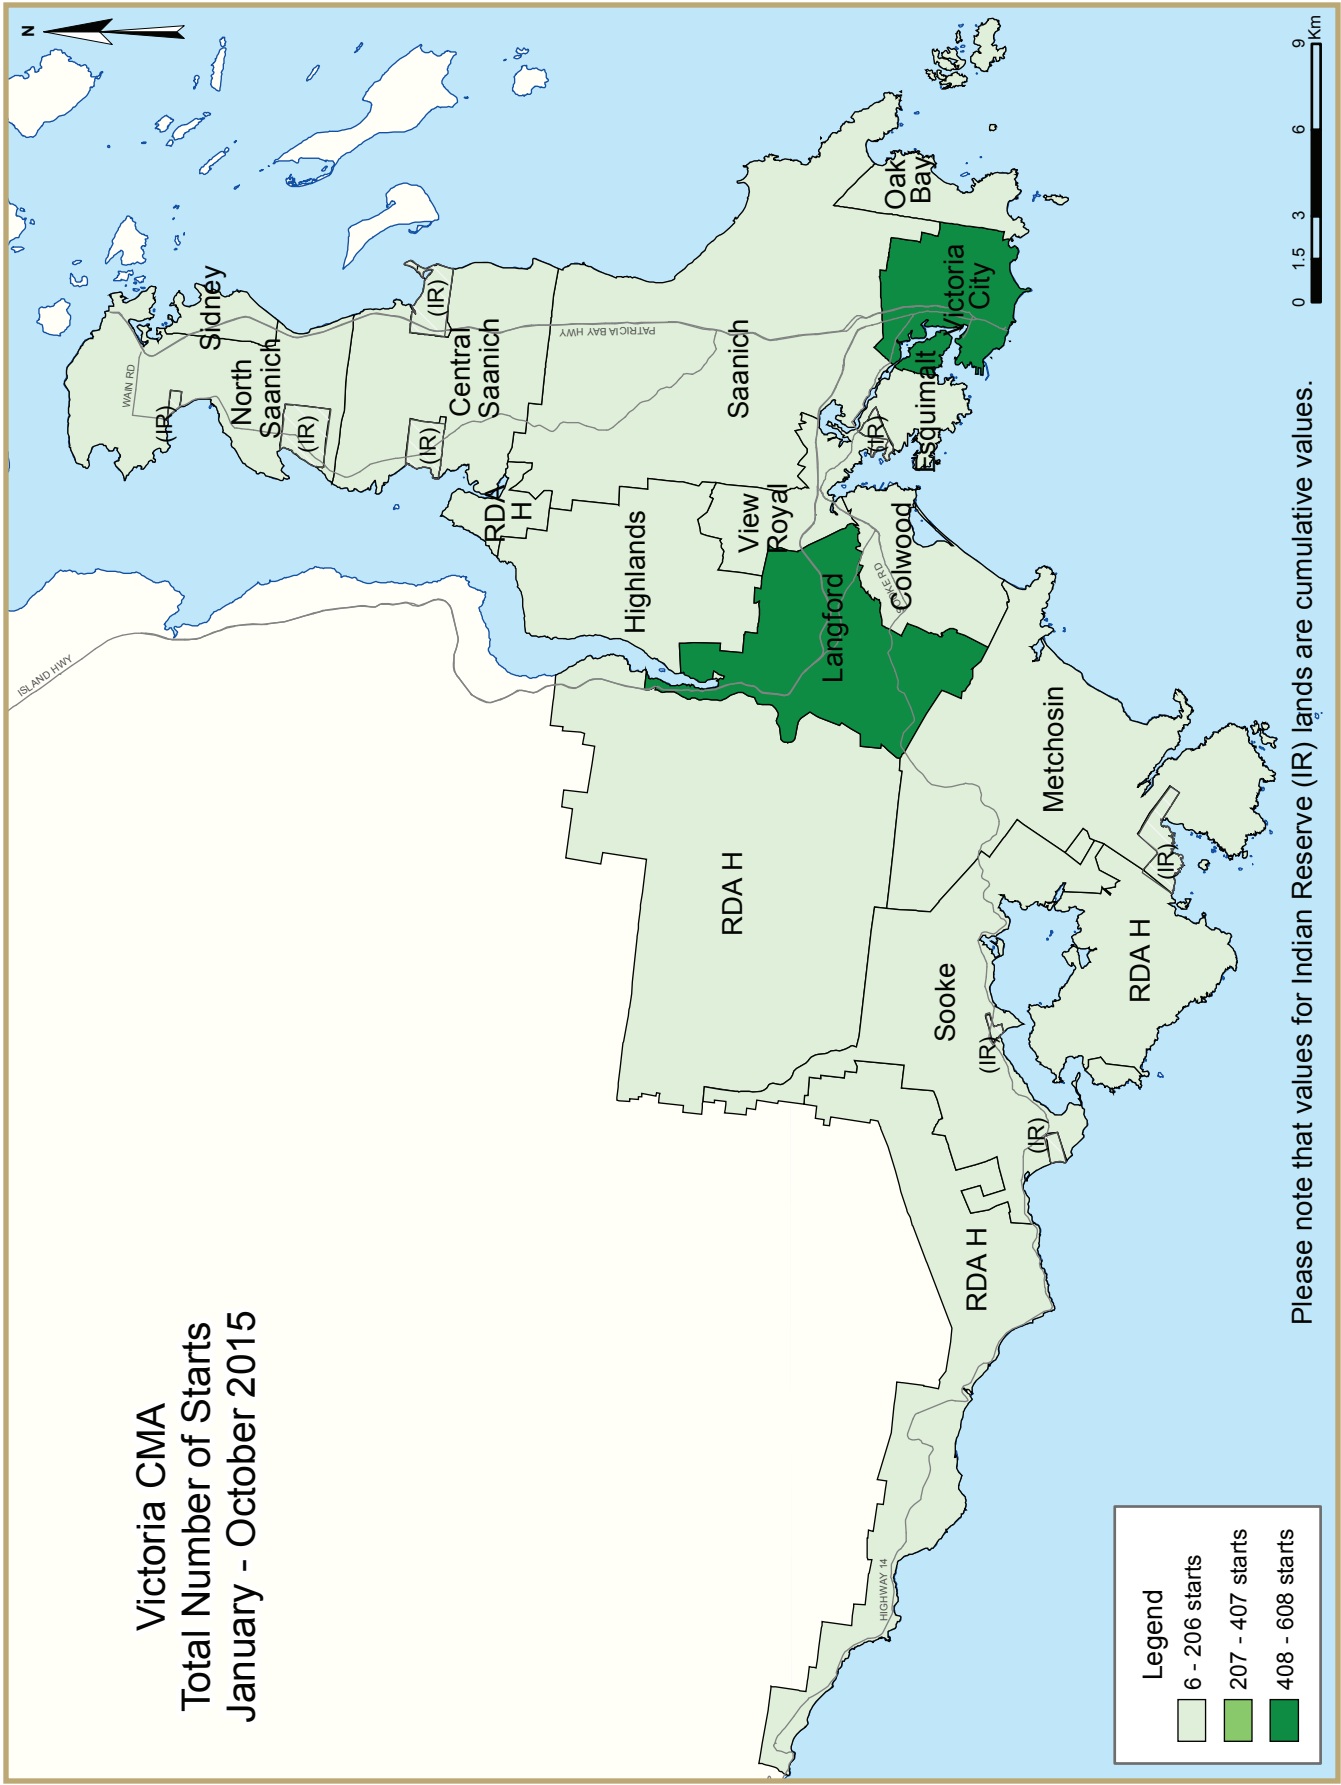 Victoria CMA
Total Number of Starts
January - October 2015
N
ISLAND HWY
WAIN RD
(IR)
Sidney
North
Saanich
(IR)
(IR)
(IR)
Central
Saanich
PATRICIA BAY HWY
RDA
H
Saanich
Highlands
View
Royal
Oak
Bay
Victoria
City
Esquimalt
(IR)
Langford
Colwood
RDA H
Metchosin
(IR)
Sooke
(IR)
RDA H
(IR)
RDA H
HIGHWAY 14
Legend
6 - 206 starts
207 - 407 starts
408 - 608 starts
0 1.5 3 6 9
Km
Please note that values for Indian Reserve (IR) lands are cumulative values.